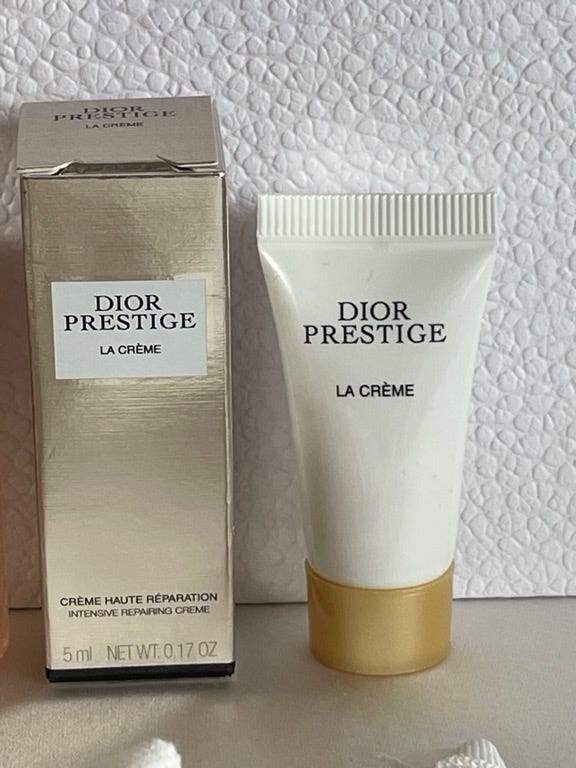 DIOR
PRESTIGE
LA CRÈME
DIOR
PRESTIGE
LA CRÈME
CRÈME HAUTE RÉPARATION
INTENSIVE REPAIRING CREME
5 ml NET WT. 0.17 OZ
DIOR
PRESTIGE
LA CRÈME